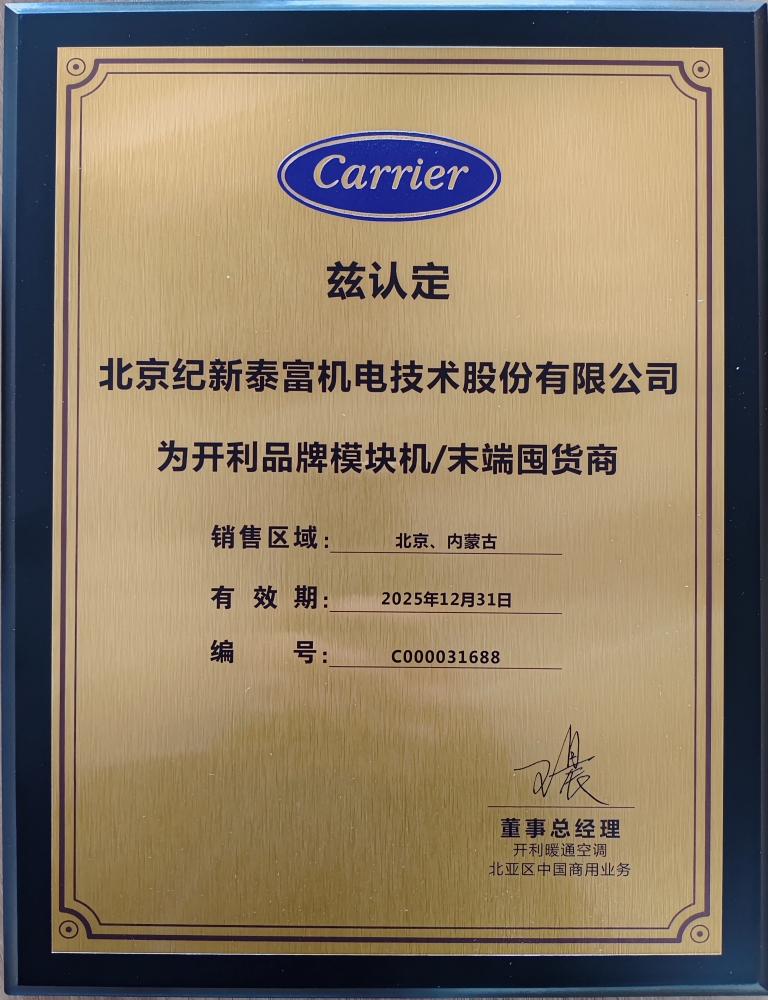 Carrier
兹认定
北京纪新泰富机电技术股份有限公司
为开利品牌模块机/末端囤货商
销售区域: 北京、内蒙古
有效期: 2025年12月31日
编号: C000031688
董事总经理
开利暖通空调
北亚区中国商用业务